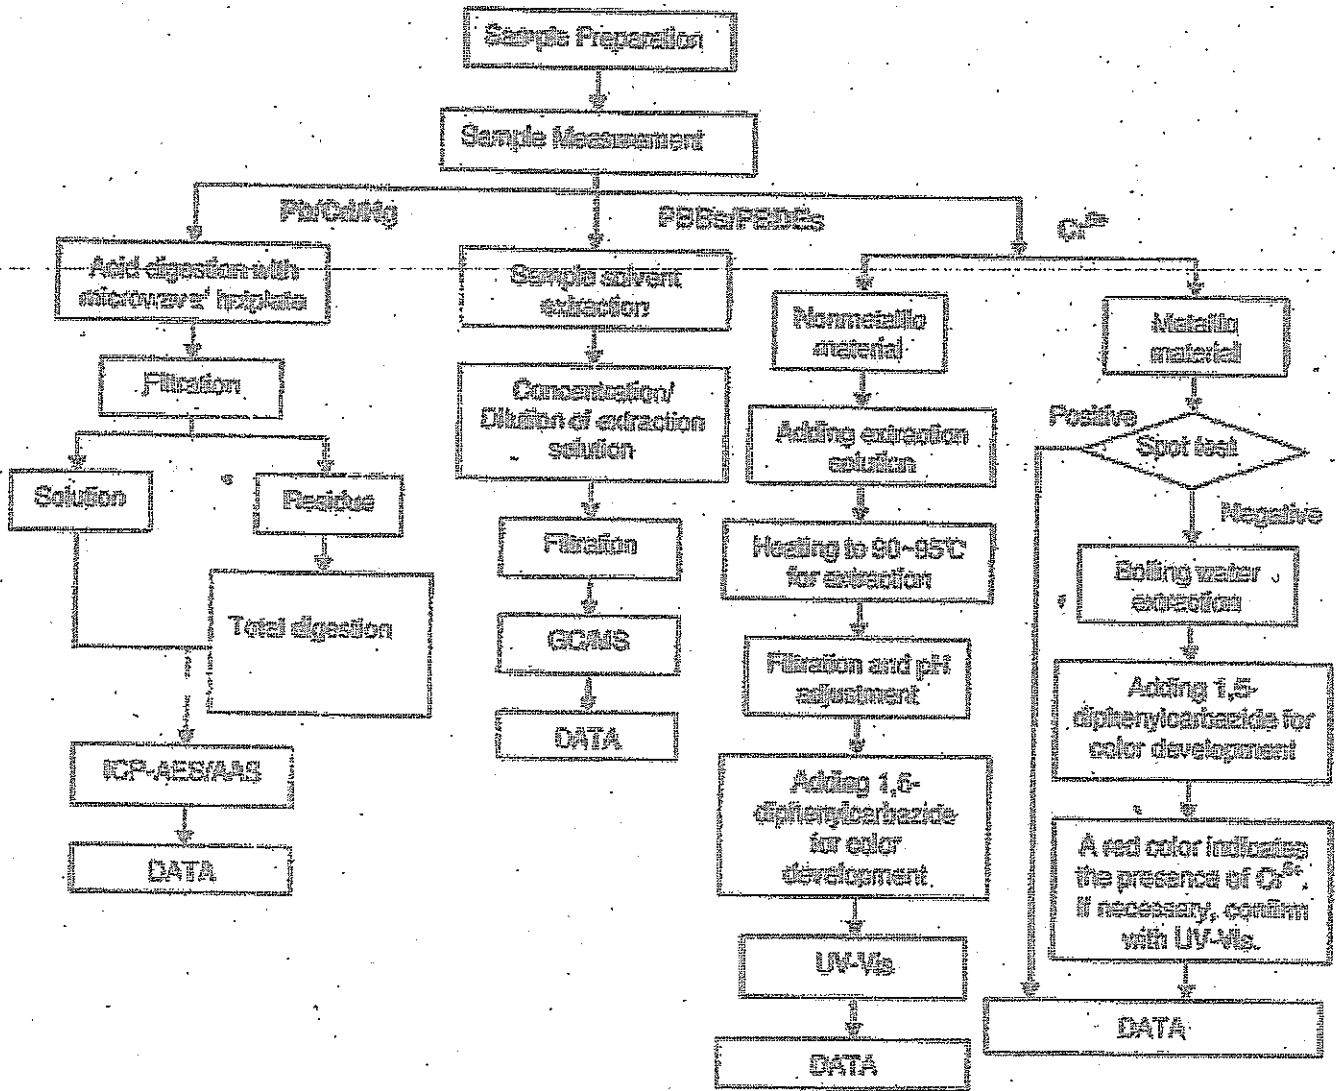 Sample Preparation
Sample Measurement
Pb/Cd/Hg
PBBs/PBDEs
Cr6+
Acid digestion with
microwave/ hotplate
Filtration
Solution
Residue
Total digestion
ICP-AES/AAS
DATA
Sample solvent
extraction
Concentration/
Dilution of extraction
solution
Filtration
GC/MS
DATA
Nonmetallic
material
Adding extraction
solution
Heating to 90~95℃
for extraction
Filtration and pH
adjustment
Adding 1,5-
diphenylcarbazide
for color
development
UV-Vis
DATA
Metallic
material
Positive
Spot test
Negative
Boiling water
extraction
Adding 1,5-
diphenylcarbazide for
color development
A red color indicates
the presence of Cr6+.
If necessary, confirm
with UV-Vis.
DATA